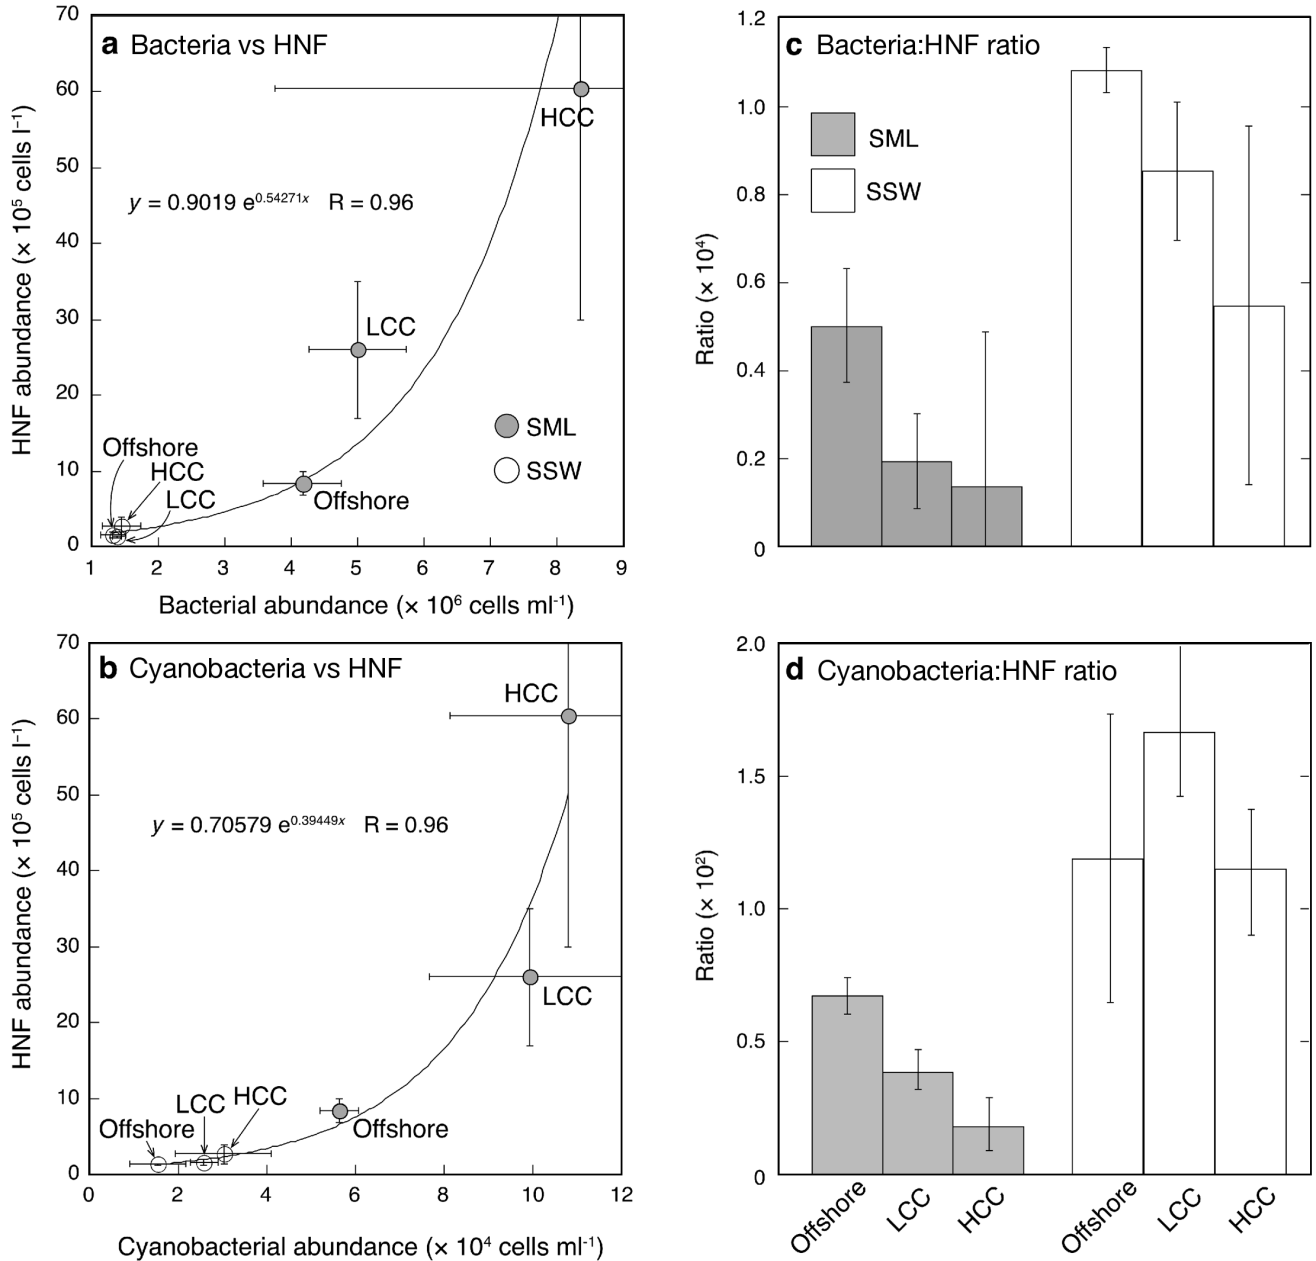 a Bacteria vs HNF
HNF abundance (× 10⁵ cells l⁻¹)
70
60
50
40
30
20
10
0
y = 0.9019 e^0.54271x R = 0.96
HCC
LCC
SML
SSW
Offshore
HCC
LCC
Offshore
1 2 3 4 5 6 7 8 9
Bacterial abundance (× 10⁶ cells ml⁻¹)
b Cyanobacteria vs HNF
HNF abundance (× 10⁵ cells l⁻¹)
70
60
50
40
30
20
10
0
HCC
y = 0.70579 e^0.39449x R = 0.96
LCC
LCC HCC
Offshore
Offshore
0 2 4 6 8 10 12
Cyanobacterial abundance (× 10⁴ cells ml⁻¹)
c Bacteria:HNF ratio
Ratio (× 10⁴)
1.2
1.0
0.8
0.6
0.4
0.2
0
SML
SSW
d Cyanobacteria:HNF ratio
Ratio (× 10²)
2.0
1.5
1.0
0.5
0
Offshore LCC HCC Offshore LCC HCC